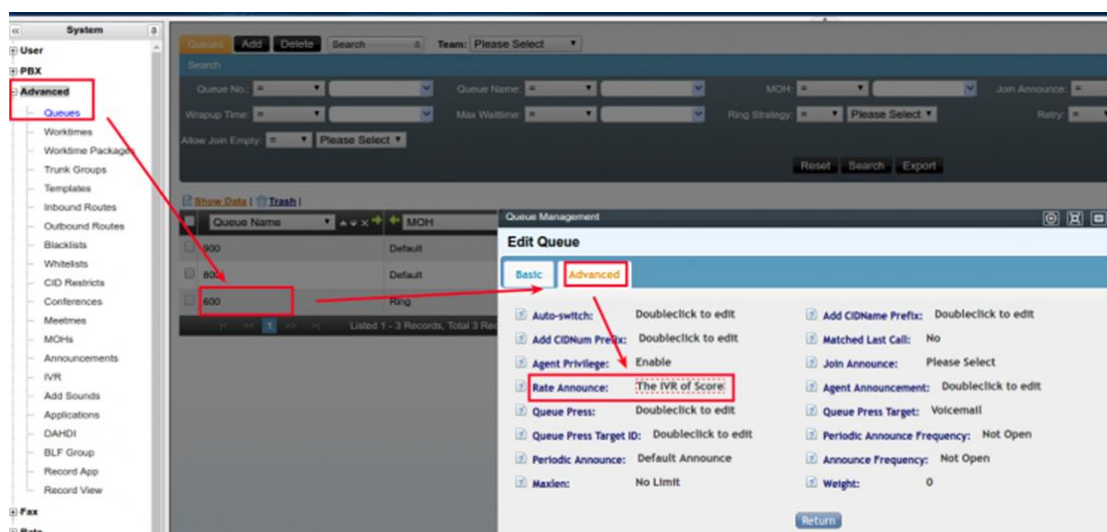 System
User
PBX
Advanced
Queues
Worktimes
Worktime Packages
Trunk Groups
Templates
Inbound Routes
Outbound Routes
Blacklists
Whitelists
CID Restricts
Conferences
Meetmes
MOHs
Announcements
IVR
Add Sounds
Applications
DAHDI
BLF Group
Record App
Record View
Fax
Rate
Queues Add Delete Search Team: Please Select
Search
Queue No.: = Queue Name: = MOH: = Join Announce: =
Wrapup Time: = Max Waittime: = Ring Strategy: = Please Select Retry: =
Allow Join Empty: = Please Select
Reset Search Export
Show Data | Trash |
Queue Name MOH
900 Default
800 Default
600 Ring
|< << 1 >> >| Listed 1 - 3 Records, Total 3
Queue Management
Edit Queue
Basic Advanced
Auto-switch: Doubleclick to edit Add CIDName Prefix: Doubleclick to edit
Add CIDNum Prefix: Doubleclick to edit Matched Last Call: No
Agent Privilege: Enable Join Announce: Please Select
Rate Announce: The IVR of Score Agent Announcement: Doubleclick to edit
Queue Press: Doubleclick to edit Queue Press Target: Voicemail
Queue Press Target ID: Doubleclick to edit Periodic Announce Frequency: Not Open
Periodic Announce: Default Announce Announce Frequency: Not Open
Maxlen: No Limit Weight: 0
Return